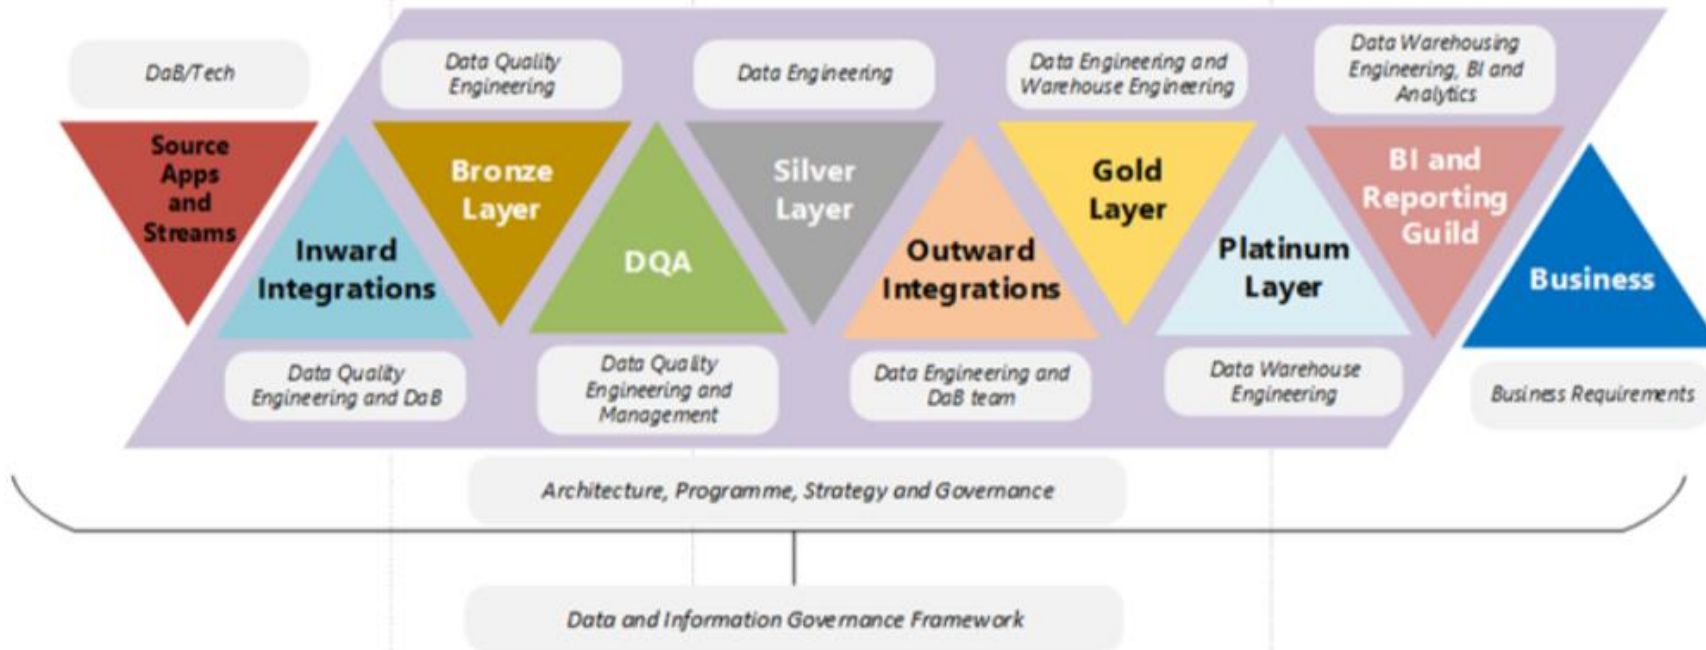 DaB/Tech
Data Quality
Engineering
Data Engineering
Data Engineering and
Warehouse Engineering
Data Warehousing
Engineering, BI and
Analytics
Source
Apps
and
Streams
Inward
Integrations
Bronze
Layer
DQA
Silver
Layer
Outward
Integrations
Gold
Layer
Platinum
Layer
BI and
Reporting
Guild
Business
Data Quality
Engineering and DaB
Data Quality
Engineering and
Management
Data Engineering and
DaB team
Data Warehouse
Engineering
Business Requirements
Architecture, Programme, Strategy and Governance
Data and Information Governance Framework